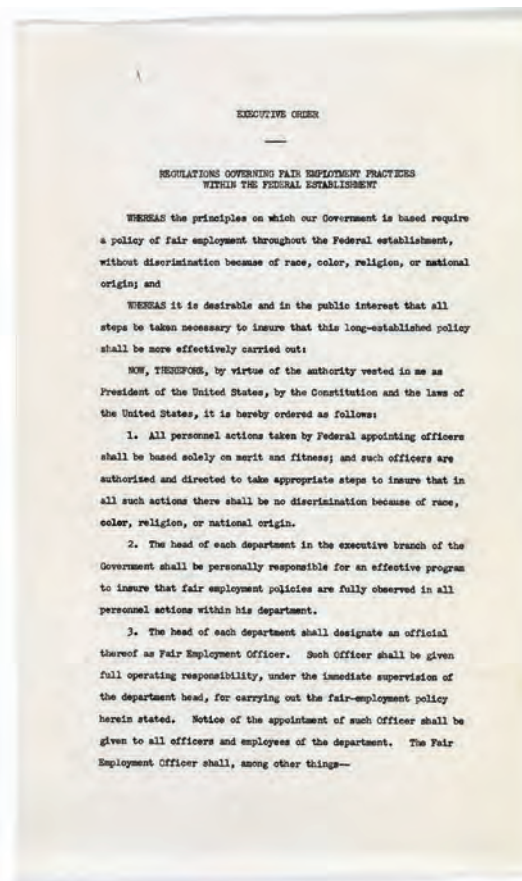 EXECUTIVE ORDER
REGULATIONS GOVERNING FAIR EMPLOYMENT PRACTICES
WITHIN THE FEDERAL ESTABLISHMENT
WHEREAS the principles on which our Government is based require
a policy of fair employment throughout the Federal establishment,
without discrimination because of race, color, religion, or national
origin; and
WHEREAS it is desirable and in the public interest that all
steps be taken necessary to insure that this long-established policy
shall be more effectively carried out:
NOW, THEREFORE, by virtue of the authority vested in me as
President of the United States, by the Constitution and the laws of
the United States, it is hereby ordered as follows:
1. All personnel actions taken by Federal appointing officers
shall be based solely on merit and fitness; and such officers are
authorized and directed to take appropriate steps to insure that in
all such actions there shall be no discrimination because of race,
color, religion, or national origin.
2. The head of each department in the executive branch of the
Government shall be personally responsible for an effective program
to insure that fair employment policies are fully observed in all
personnel actions within his department.
3. The head of each department shall designate an official
thereof as Fair Employment Officer. Such Officer shall be given
full operating responsibility, under the immediate supervision of
the department head, for carrying out the fair-employment policy
herein stated. Notice of the appointment of such Officer shall be
given to all officers and employees of the department. The Fair
Employment Officer shall, among other things--